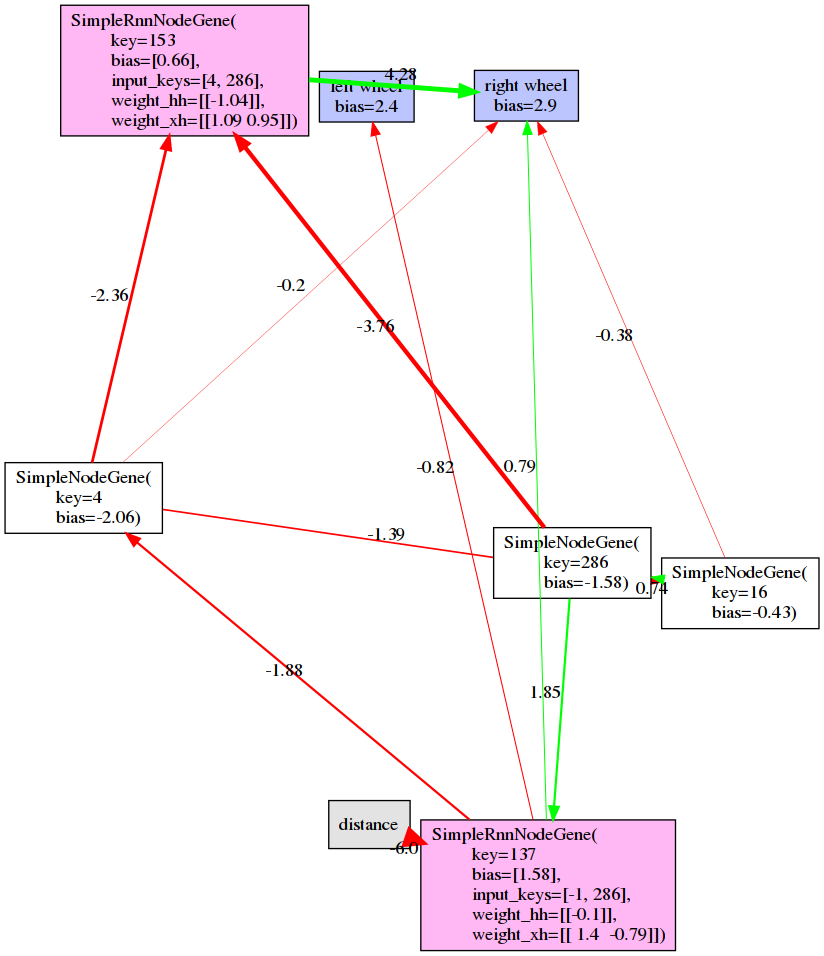 SimpleRnnNodeGene(
key=153
bias=[0.66],
input_keys=[4, 286],
weight_hh=[[-1.04]],
weight_xh=[[1.09 0.95]])
4.28
left wheel
bias=2.4
right wheel
bias=2.9
-2.36
-0.2
-3.76
-0.38
-0.82
0.79
SimpleNodeGene(
key=4
bias=-2.06)
-1.39
SimpleNodeGene(
key=286
bias=-1.58)
0.74
SimpleNodeGene(
key=16
bias=-0.43)
-1.88
1.85
distance
-6.0
SimpleRnnNodeGene(
key=137
bias=[1.58],
input_keys=[-1, 286],
weight_hh=[[-0.1]],
weight_xh=[[ 1.4  -0.79]])